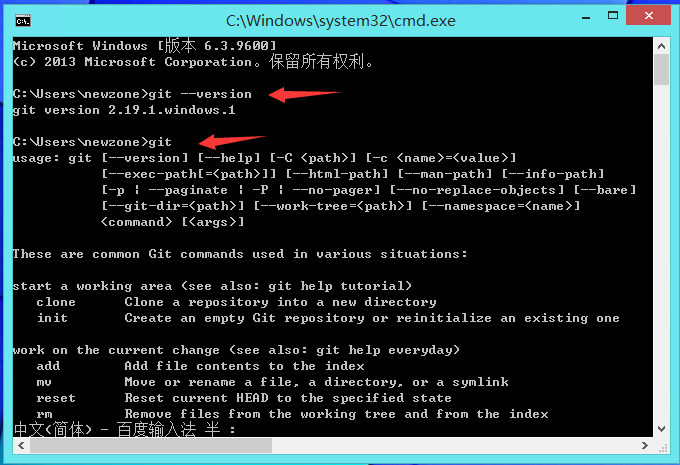 C:\Windows\system32\cmd.exe
Microsoft Windows [版本 6.3.9600]
(c) 2013 Microsoft Corporation。保留所有权利。
C:\Users\newzone>git --version
git version 2.19.1.windows.1
C:\Users\newzone>git
usage: git [--version] [--help] [-C <path>] [-c <name>=<value>]
[--exec-path[=<path>]] [--html-path] [--man-path] [--info-path]
[-p ¦ --paginate ¦ -P ¦ --no-pager] [--no-replace-objects] [--bare]
[--git-dir=<path>] [--work-tree=<path>] [--namespace=<name>]
<command> [<args>]
These are common Git commands used in various situations:
start a working area (see also: git help tutorial)
clone Clone a repository into a new directory
init Create an empty Git repository or reinitialize an existing one
work on the current change (see also: git help everyday)
add Add file contents to the index
mv Move or rename a file, a directory, or a symlink
reset Reset current HEAD to the specified state
rm Remove files from the working tree and from the index
中文(简体) - 百度输入法 半 :